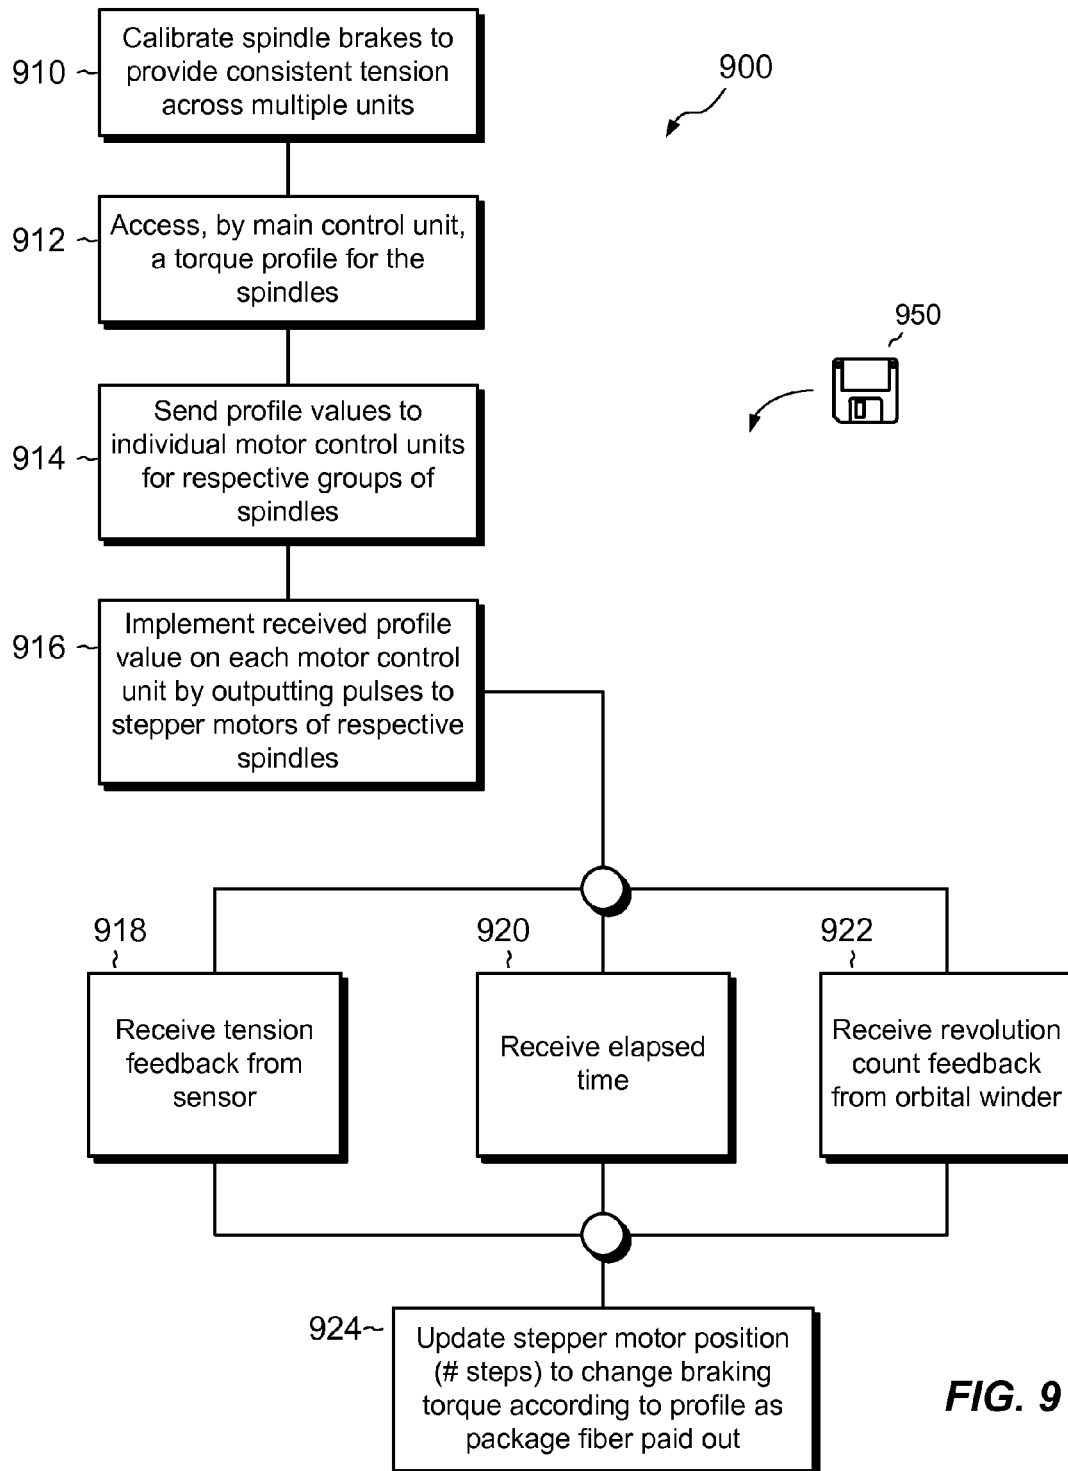 910
Calibrate spindle brakes to
provide consistent tension
across multiple units
900
912
Access, by main control unit,
a torque profile for the
spindles
950
914
Send profile values to
individual motor control units
for respective groups of
spindles
916
Implement received profile
value on each motor control
unit by outputting pulses to
stepper motors of respective
spindles
918
Receive tension
feedback from
sensor
920
Receive elapsed
time
922
Receive revolution
count feedback
from orbital winder
924
Update stepper motor position
(# steps) to change braking
torque according to profile as
package fiber paid out
FIG. 9